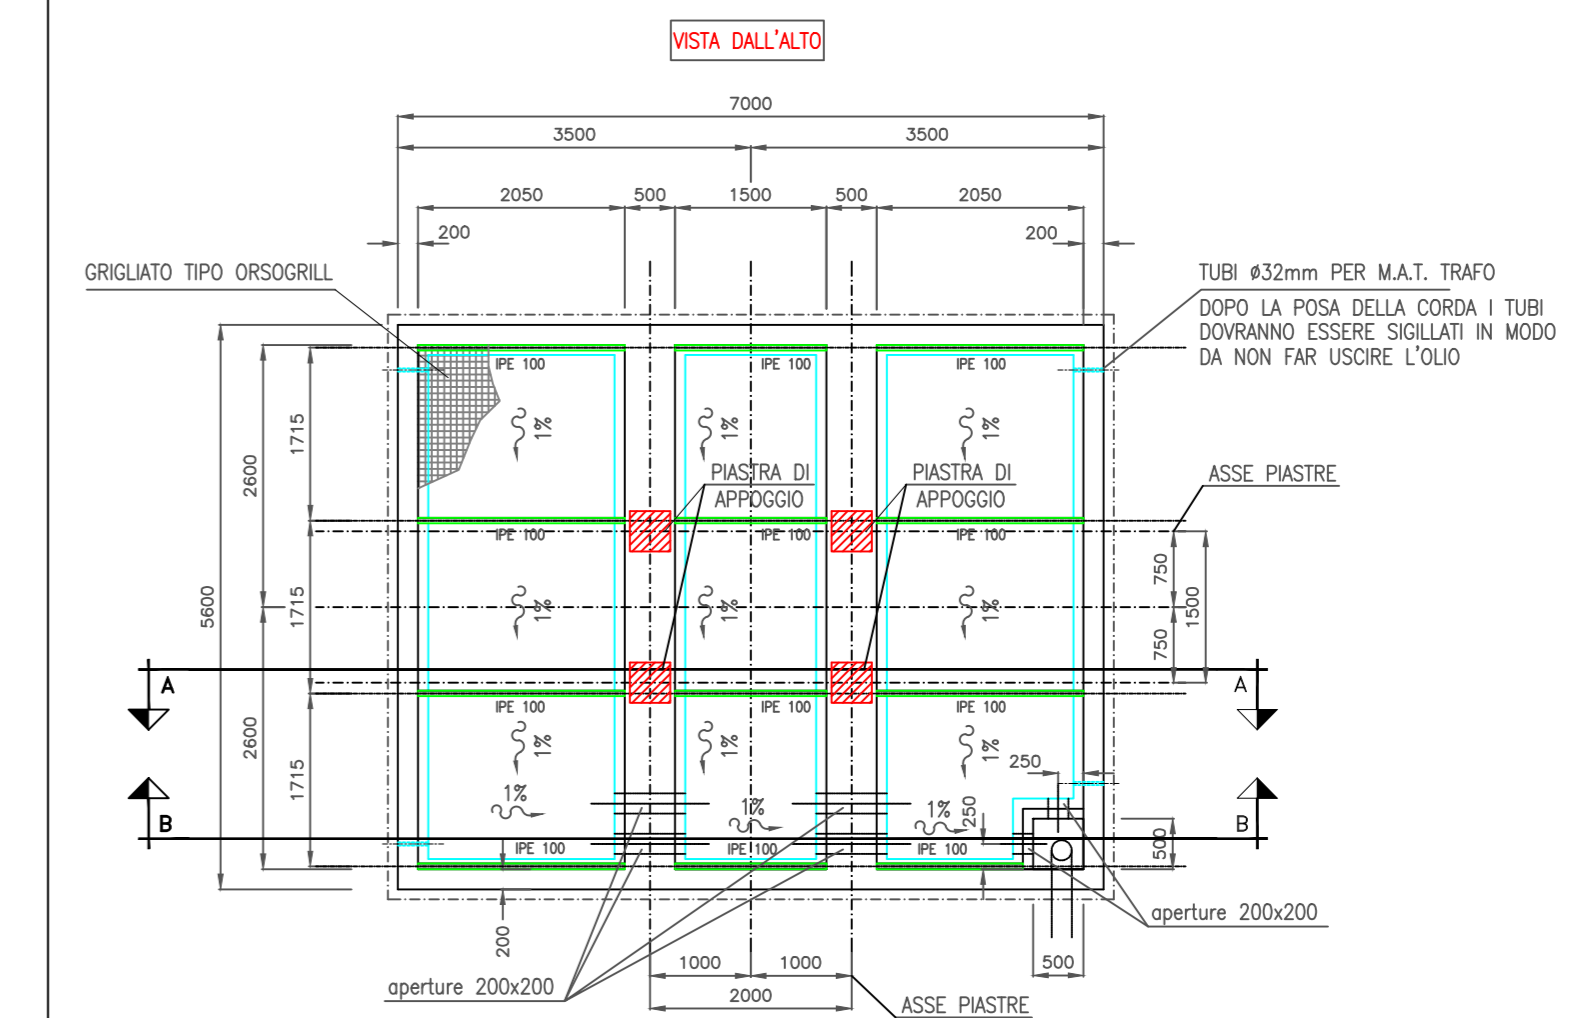 VISTA DALL'ALTO
7000
3500 3500
2050 500 1500 500 2050
200 200
GRIGLIATO TIPO ORSOGRILL
TUBI ø32mm PER M.A.T. TRAFO
DOPO LA POSA DELLA CORDA I TUBI
DOVRANNO ESSERE SIGILLATI IN MODO
DA NON FAR USCIRE L'OLIO
IPE 100 IPE 100 IPE 100
1% 1% 1%
1715
2600
PIASTRA DI
APPOGGIO
PIASTRA DI
APPOGGIO
ASSE PIASTRE
IPE 100 IPE 100 IPE 100
750
1500
750
5600
1715
1% 1% 1%
A A
IPE 100 IPE 100 IPE 100
2600
1715
1% 1% 1%
250
1% 1% 1%
250
B B
500
IPE 100 IPE 100 IPE 100
200
aperture 200x200
500
1000 1000
aperture 200x200
2000
ASSE PIASTRE